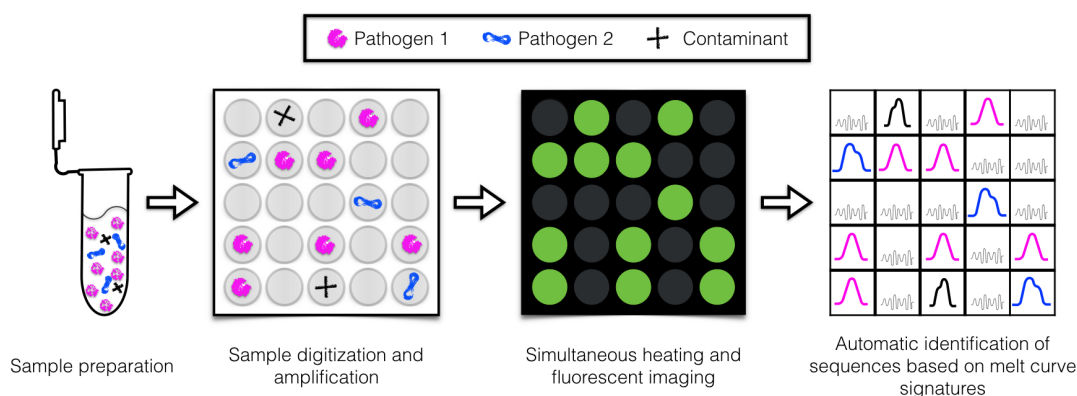 Pathogen 1 Pathogen 2 Contaminant
Sample preparation
Sample digitization and
amplification
Simultaneous heating and
fluorescent imaging
Automatic identification of
sequences based on melt curve
signatures